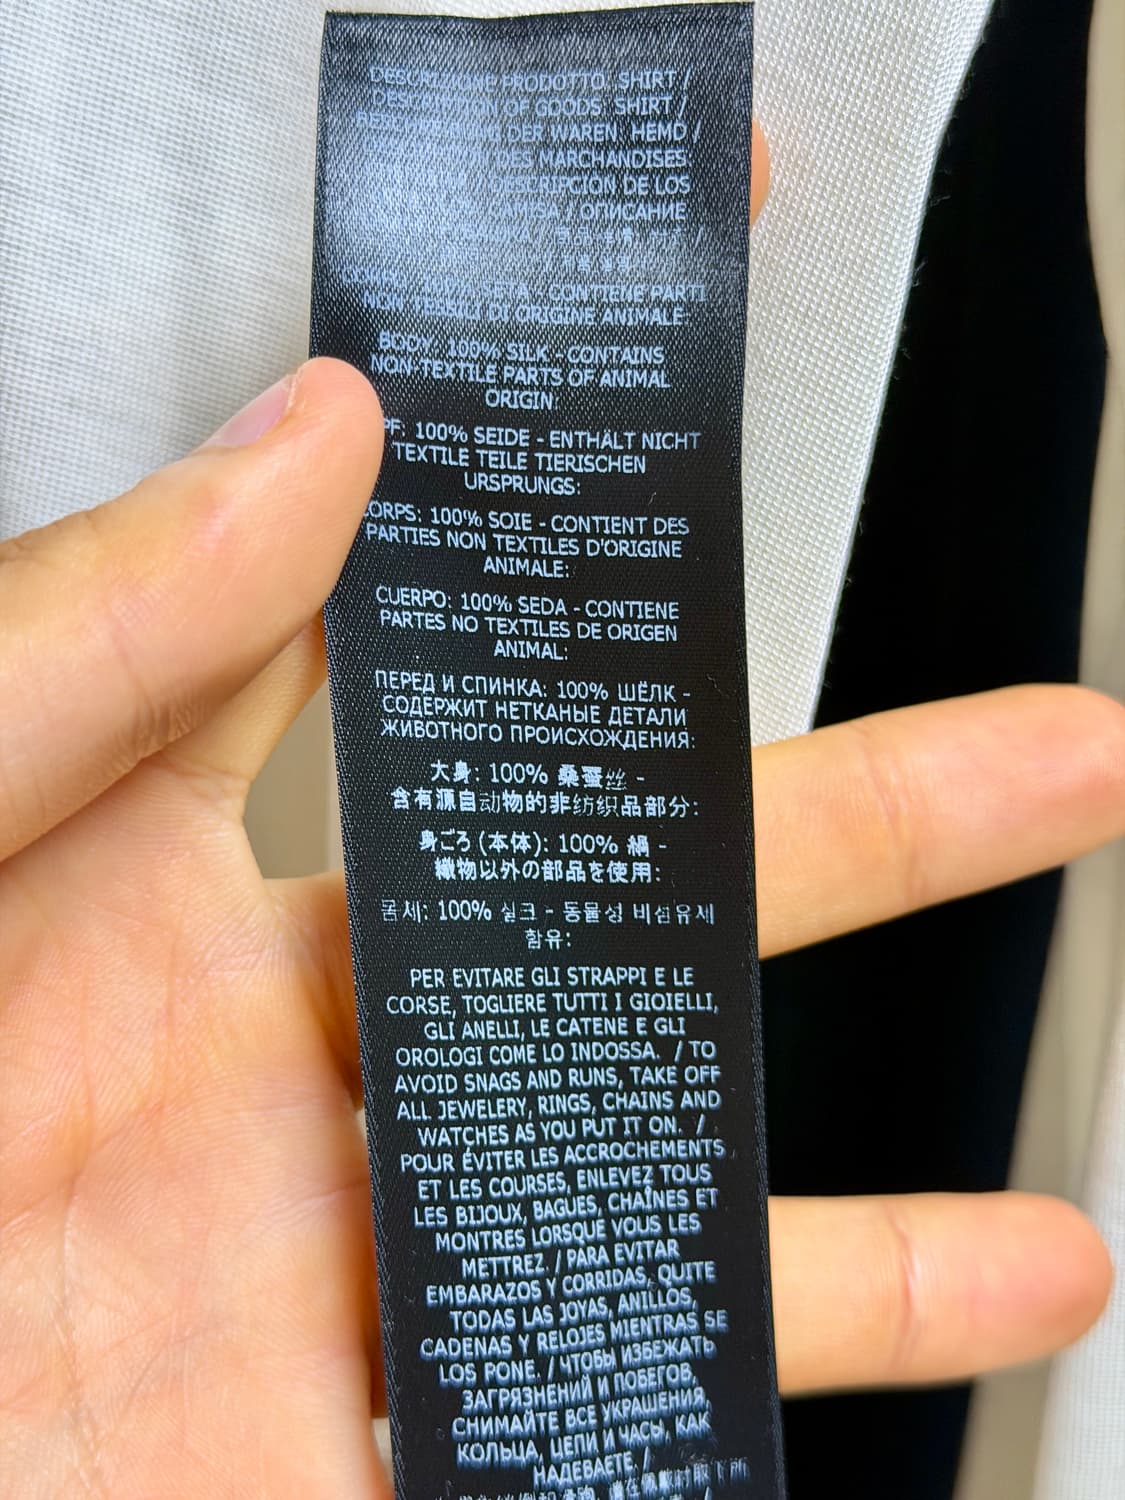 DESCRIZIONE PRODOTTO: SHIRT /
DESCRIPTION OF GOODS: SHIRT /
DER WAREN HEMD /
DES MARCHANDISES:
DESCRIPCION DE LOS
CAMISA / ОПИСАНИЕ
SETA - CONTIENE PARTI
NON TESSILI DI ORIGINE ANIMALE:
BODY: 100% SILK - CONTAINS
NON-TEXTILE PARTS OF ANIMAL
ORIGIN:
PF: 100% SEIDE - ENTHÄLT NICHT
TEXTILE TEILE TIERISCHEN
URSPRUNGS:
ORPS: 100% SOIE - CONTIENT DES
PARTIES NON TEXTILES D'ORIGINE
ANIMALE:
CUERPO: 100% SEDA - CONTIENE
PARTES NO TEXTILES DE ORIGEN
ANIMAL:
ПЕРЕД И СПИНКА: 100% ШЁЛК -
СОДЕРЖИТ НЕТКАНЫЕ ДЕТАЛИ
ЖИВОТНОГО ПРОИСХОЖДЕНИЯ:
大身: 100% 桑蚕丝 -
含有源自动物的非纺织品部分:
身ごろ (本体): 100% 絹 -
織物以外の部品を使用:
몸체: 100% 실크 - 동물성 비섬유제
함유:
PER EVITARE GLI STRAPPI E LE
CORSE, TOGLIERE TUTTI I GIOIELLI,
GLI ANELLI, LE CATENE E GLI
OROLOGI COME LO INDOSSA. / TO
AVOID SNAGS AND RUNS, TAKE OFF
ALL JEWELERY, RINGS, CHAINS AND
WATCHES AS YOU PUT IT ON. /
POUR ÉVITER LES ACCROCHEMENTS
ET LES COURSES, ENLEVEZ TOUS
LES BIJOUX, BAGUES, CHAÎNES ET
MONTRES LORSQUE VOUS LES
METTREZ. / PARA EVITAR
EMBARAZOS Y CORRIDAS, QUITE
TODAS LAS JOYAS, ANILLOS,
CADENAS Y RELOJES MIENTRAS SE
LOS PONE. / ЧТОБЫ ИЗБЕЖАТЬ
ЗАГРЯЗНЕНИЙ И ПОБЕГОВ,
СНИМАЙТЕ ВСЕ УКРАШЕНИЯ,
КОЛЬЦА, ЦЕПИ И ЧАСЫ, КАК
НАДЕВАЕТЕ. /